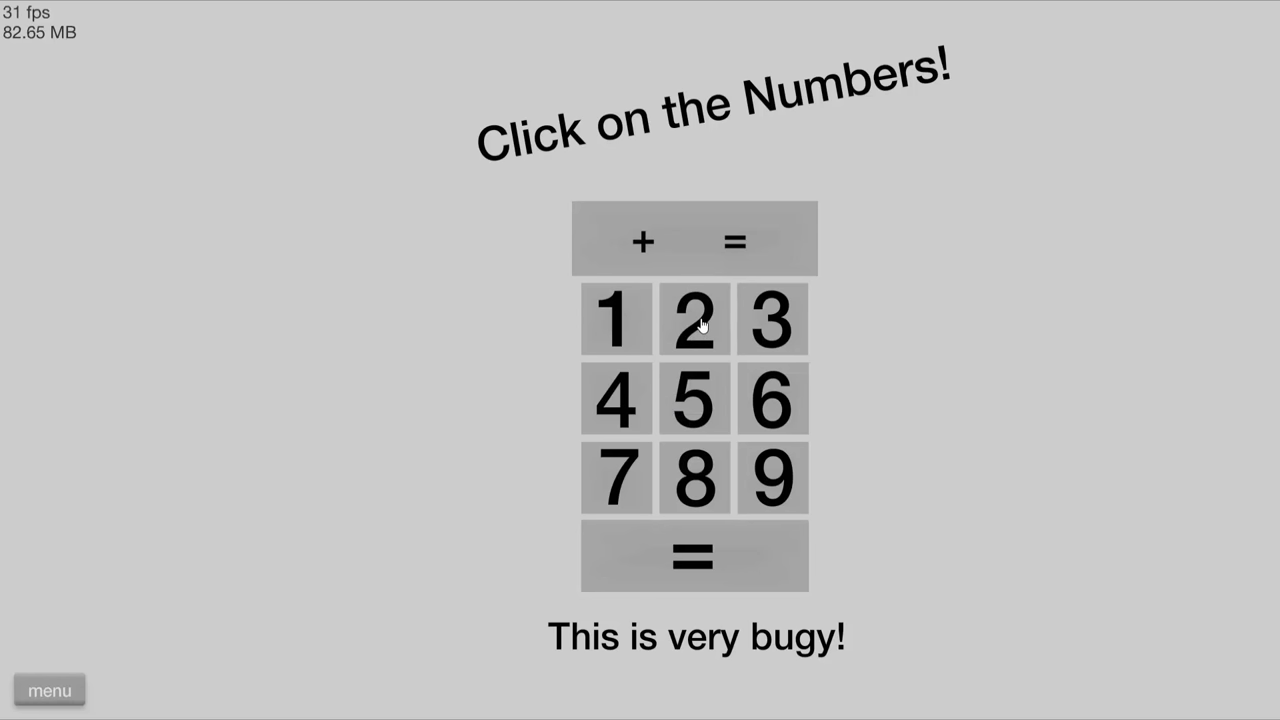 31 fps
82.65 MB
Click on the Numbers!
+ =
1 2 3
4 5 6
7 8 9
=
This is very bugy!
menu